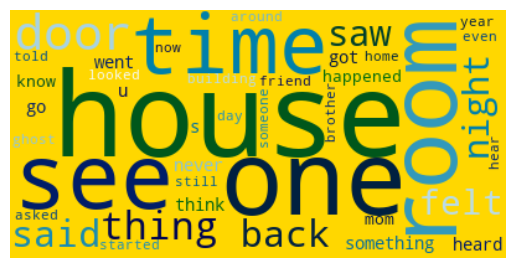 around
door
time
saw
year
even
told
now
went
got
home
looked
building
friend
happened
know
u
go
house
room
night
s
day
someone
brother
hear
ghost
see
one
never
still
felt
think
asked
thing
back
mom
said
started
something
heard